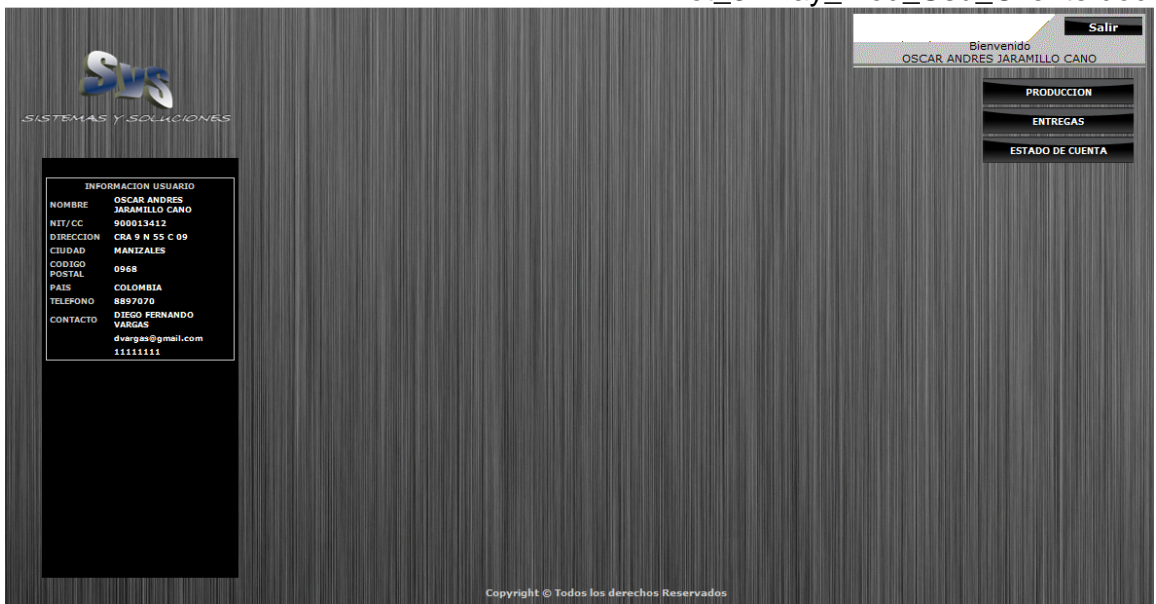 Salir
Bienvenido
OSCAR ANDRES JARAMILLO CANO
SVS
SISTEMAS Y SOLUCIONES
PRODUCCION
ENTREGAS
ESTADO DE CUENTA
INFORMACION USUARIO
NOMBRE OSCAR ANDRES
JARAMILLO CANO
NIT/CC 900013412
DIRECCION CRA 9 N 55 C 09
CIUDAD MANIZALES
CODIGO
POSTAL 0968
PAIS COLOMBIA
TELEFONO 8897070
CONTACTO DIEGO FERNANDO
VARGAS
dvargas@gmail.com
11111111
Copyright © Todos los derechos Reservados